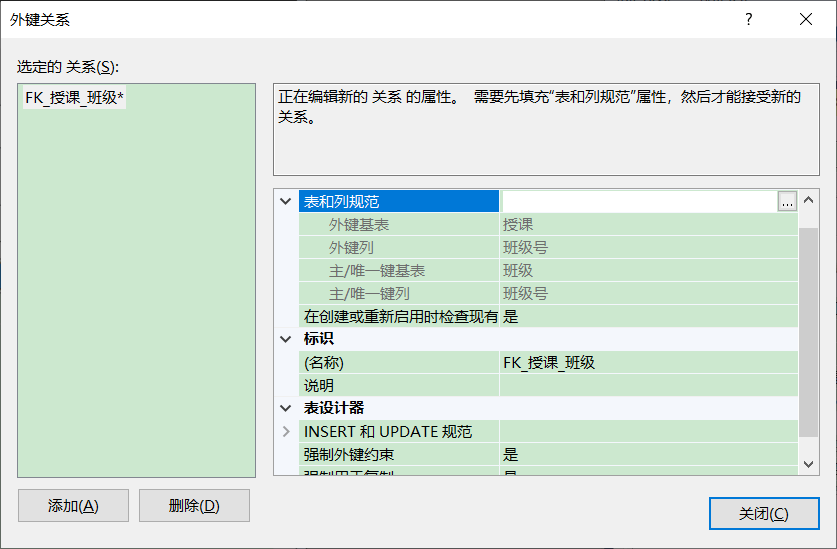 外键关系
?
选定的 关系(S):
FK_授课_班级*
正在编辑新的 关系 的属性。 需要先填充“表和列规范”属性，然后才能接受新的
关系。
表和列规范 ...
外键基表 授课
外键列 班级号
主/唯一键基表 班级
主/唯一键列 班级号
在创建或重新启用时检查现有 是
标识
(名称) FK_授课_班级
说明
表设计器
INSERT 和 UPDATE 规范
强制外键约束 是
强制用于复制 是
添加(A)
删除(D)
关闭(C)